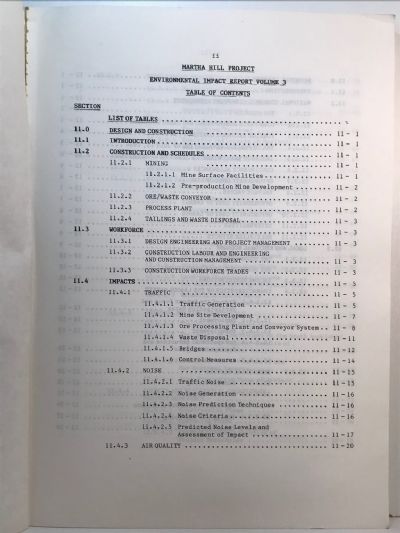 ii
MARTHA HILL PROJECT
ENVIRONMENTAL IMPACT REPORT VOLUME 3
TABLE OF CONTENTS
SECTION
LIST OF TABLES
11.0 DESIGN AND CONSTRUCTION 11 - 1
11.1 INTRODUCTION 11 - 1
11.2 CONSTRUCTION AND SCHEDULES 11 - 1
11.2.1 MINING 11 - 1
11.2.1.1 Mine Surface Facilities 11 - 1
11.2.1.2 Pre-production Mine Development 11 - 2
11.2.2 ORE/WASTE CONVEYOR 11 - 2
11.2.3 PROCESS PLANT 11 - 2
11.2.4 TAILINGS AND WASTE DISPOSAL 11 - 3
11.3 WORKFORCE 11 - 3
11.3.1 DESIGN ENGINEERING AND PROJECT MANAGEMENT 11 - 3
11.3.2 CONSTRUCTION LABOUR AND ENGINEERING
AND CONSTRUCTION MANAGEMENT 11 - 3
11.3.3 CONSTRUCTION WORKFORCE TRADES 11 - 3
11.4 IMPACTS 11 - 5
11.4.1 TRAFFIC 11 - 5
11.4.1.1 Traffic Generation 11 - 5
11.4.1.2 Mine Site Development 11 - 7
11.4.1.3 Ore Processing Plant and Conveyor System 11 - 8
11.4.1.4 Waste Disposal 11 - 11
11.4.1.5 Bridges 11 - 12
11.4.1.6 Control Measures 11 - 14
11.4.2 NOISE 11 - 15
11.4.2.1 Traffic Noise 11 - 15
11.4.2.2 Noise Generation 11 - 16
11.4.2.3 Noise Prediction Techniques 11 - 16
11.4.2.4 Noise Criteria 11 - 16
11.4.2.5 Predicted Noise Levels and
Assessment of Impact 11 - 17
11.4.3 AIR QUALITY 11 - 20